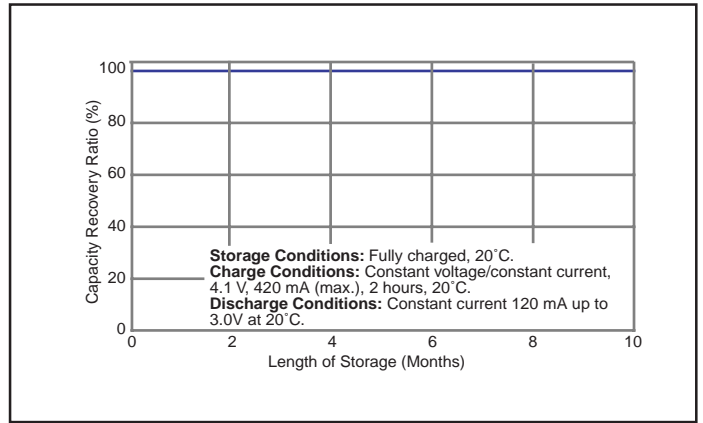 100
80
60
40
20
0
Capacity Recovery Ratio (%)
Storage Conditions: Fully charged, 20˚C.
Charge Conditions: Constant voltage/constant current,
4.1 V, 420 mA (max.), 2 hours, 20˚C.
Discharge Conditions: Constant current 120 mA up to
3.0V at 20˚C.
0 2 4 6 8 10
Length of Storage (Months)